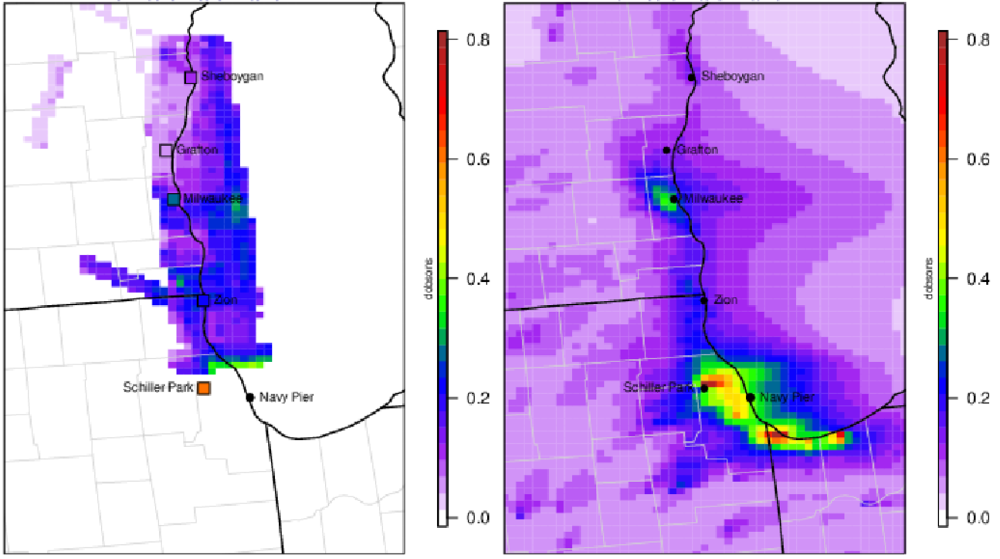 0.8
Sheboygan
0.6
Grafton
Milwaukee
dobsons
0.4
Zion
Schiller Park
Navy Pier
0.2
0.0
0.8
Sheboygan
0.6
Grafton
Milwaukee
dobsons
0.4
Zion
Schiller Park
Navy Pier
0.2
0.0